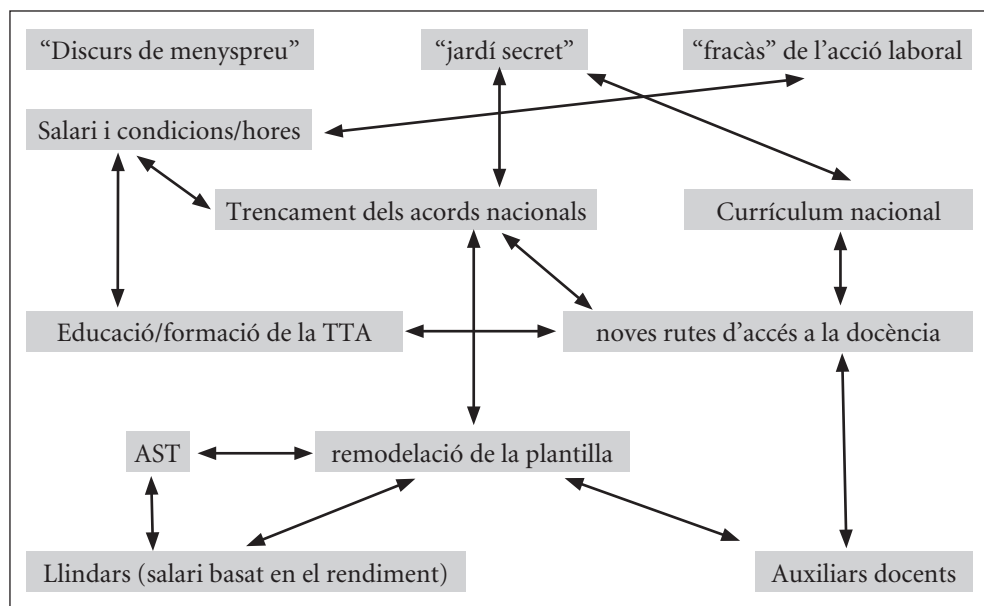 “Discurs de menyspreu”
“jardí secret”
“fracàs” de l’acció laboral
Salari i condicions/hores
Trencament dels acords nacionals
Currículum nacional
Educació/formació de la TTA
noves rutes d’accés a la docència
AST
remodelació de la plantilla
Llindars (salari basat en el rendiment)
Auxiliars docents